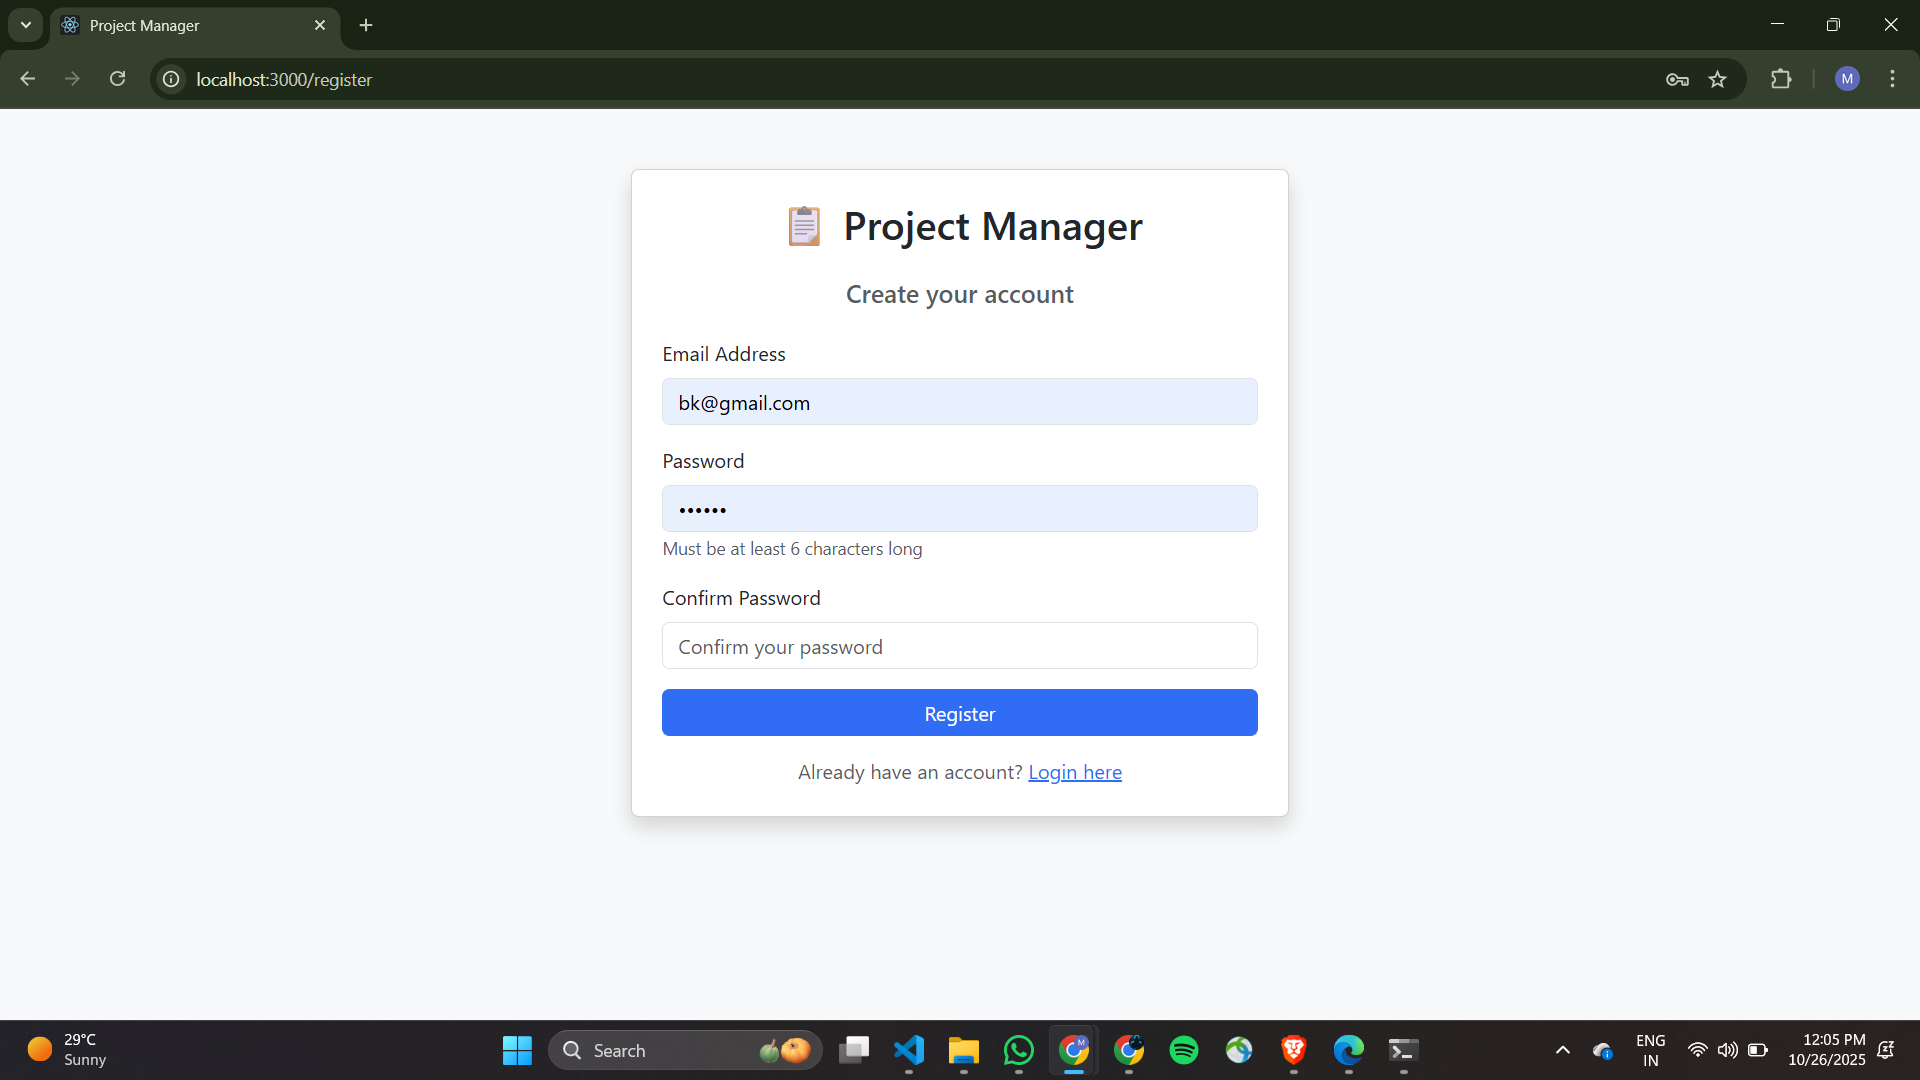 Project Manager
localhost:3000/register
M
Project Manager
Create your account
Email Address
bk@gmail.com
Password
••••••
Must be at least 6 characters long
Confirm Password
Confirm your password
Register
Already have an account? Login here
29°C
Sunny
Search
M
ENG
IN
12:05 PM
10/26/2025